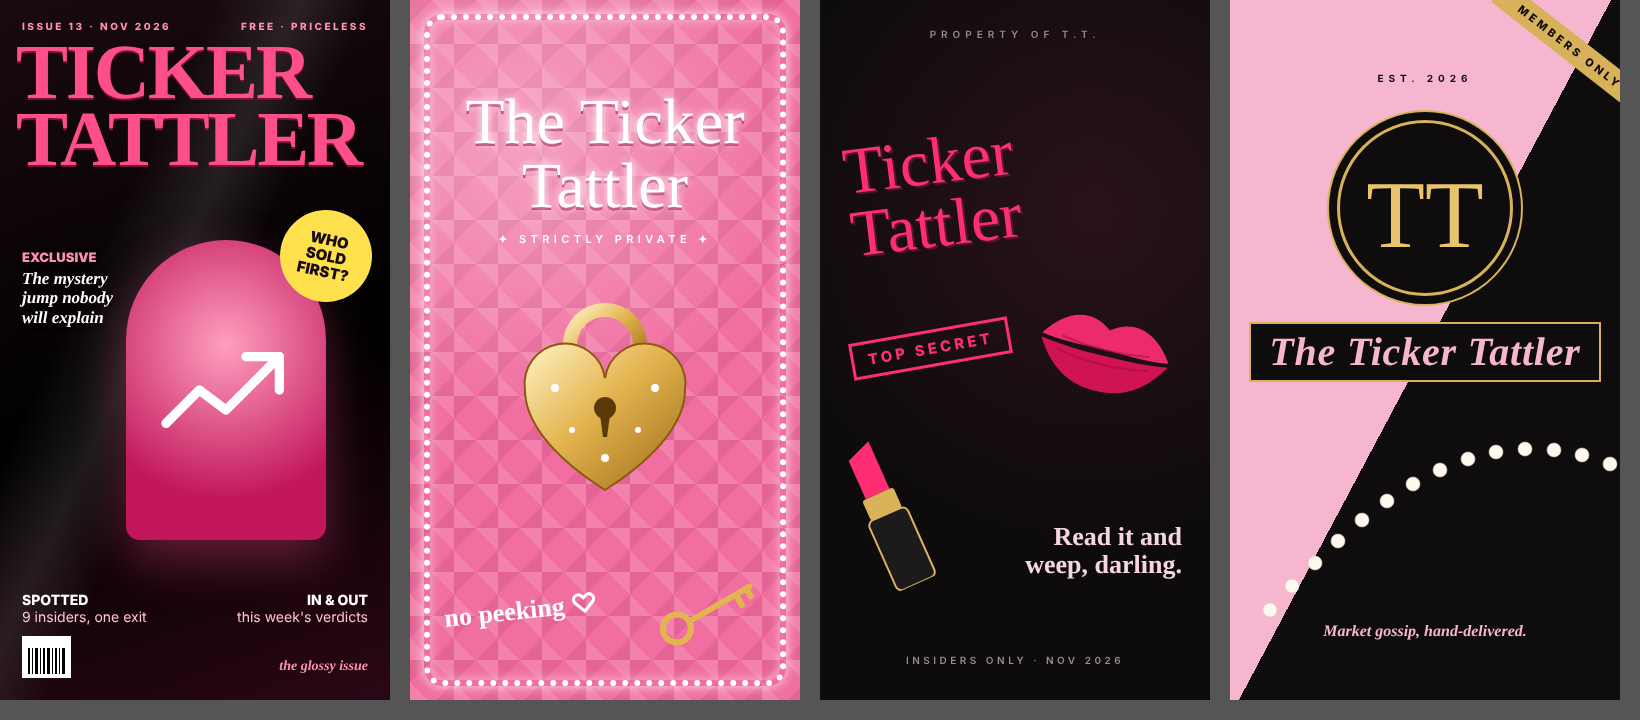 ISSUE 13 · NOV 2026
FREE · PRICELESS
TICKER
TATTLER
WHO
SOLD
FIRST?
EXCLUSIVE
The mystery
jump nobody
will explain
SPOTTED
9 insiders, one exit
IN & OUT
this week's verdicts
the glossy issue
The Ticker
Tattler
✦ STRICTLY PRIVATE ✦
no peeking ♡
PROPERTY OF T.T.
Ticker
Tattler
TOP SECRET
Read it and
weep, darling.
INSIDERS ONLY · NOV 2026
MEMBERS ONLY
EST. 2026
TT
The Ticker Tattler
Market gossip, hand-delivered.